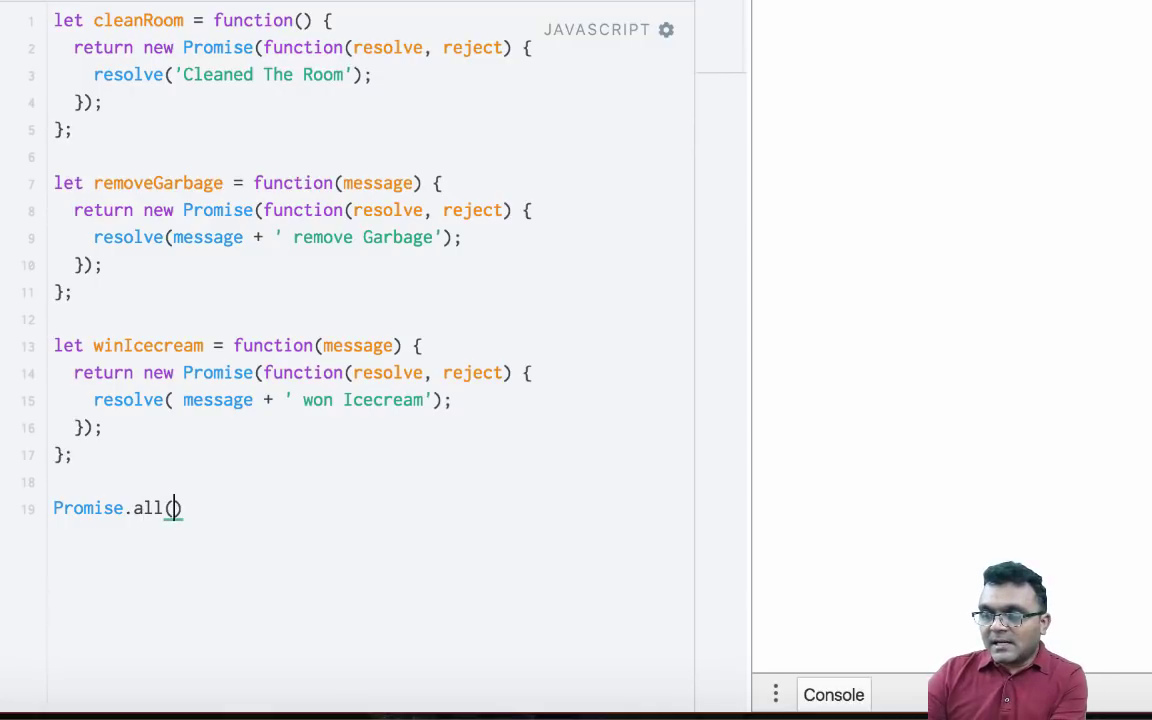 1 let cleanRoom = function() {
JAVASCRIPT
2 return new Promise(function(resolve, reject) {
3 resolve('Cleaned The Room');
4 });
5 };
6
7 let removeGarbage = function(message) {
8 return new Promise(function(resolve, reject) {
9 resolve(message + ' remove Garbage');
10 });
11 };
12
13 let winIcecream = function(message) {
14 return new Promise(function(resolve, reject) {
15 resolve( message + ' won Icecream');
16 });
17 };
18
19 Promise.all()
Console